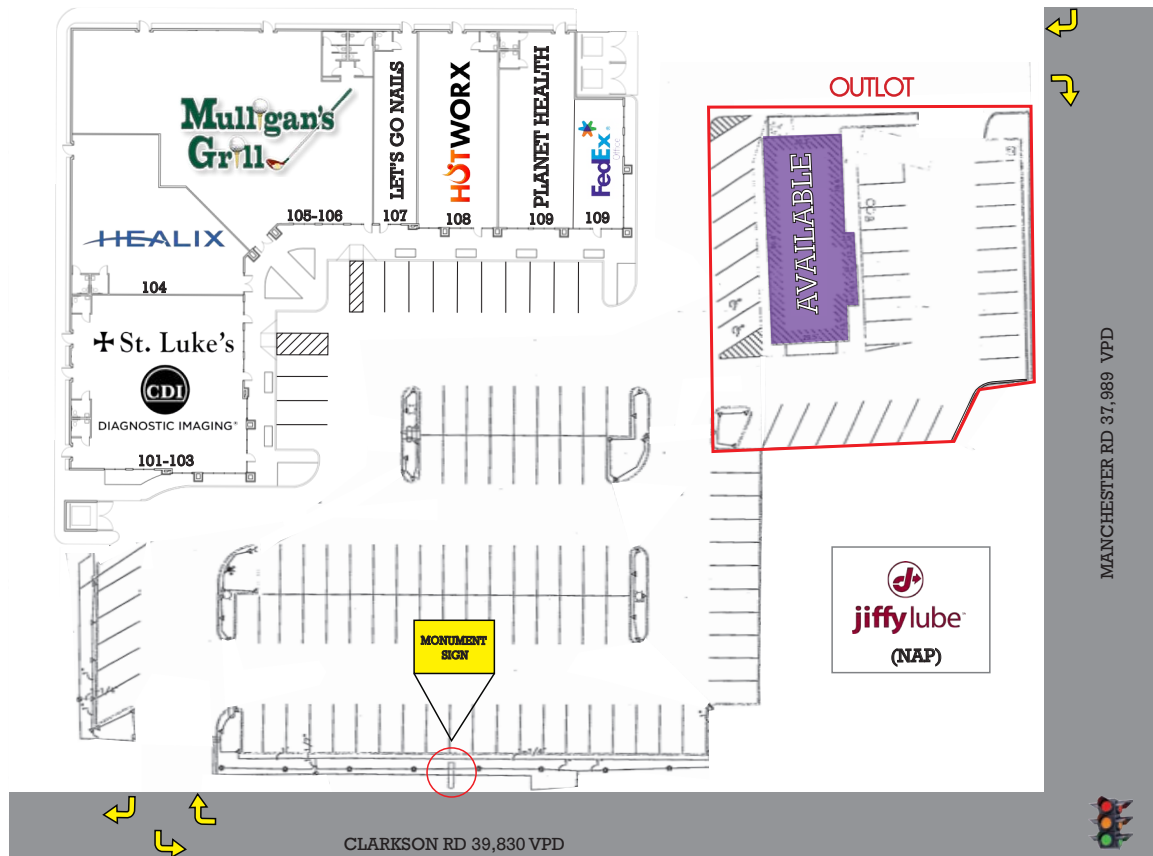 OUTLOT
Mulligan's
Grill
LET'S GO NAILS
HOTWORX
PLANET HEALTH
FedEx
Office
105-106
107
108
109
109
AVAILABLE
HEALIX
104
St. Luke's
CDI
DIAGNOSTIC IMAGING
101-103
MONUMENT
SIGN
jiffy lube
(NAP)
MANCHESTER RD 37,989 VPD
CLARKSON RD 39,830 VPD